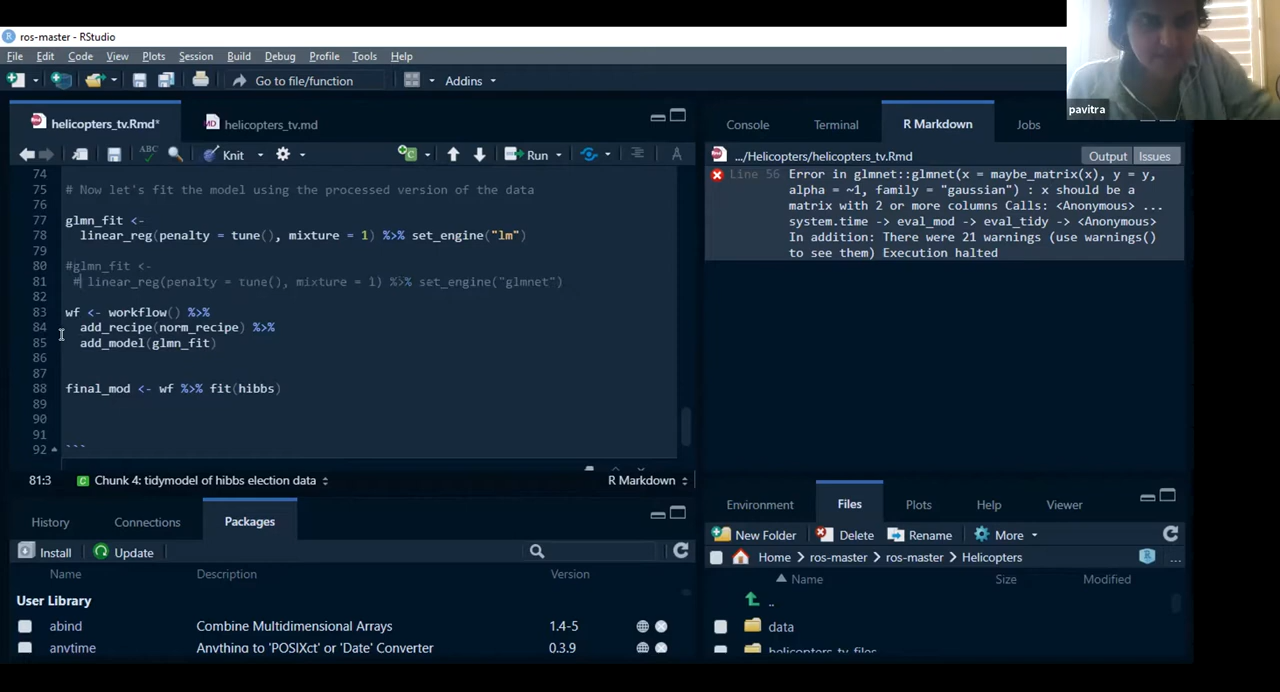 ros-master - RStudio
File Edit Code View Plots Session Build Debug Profile Tools Help
Go to file/function Addins
pavitra
helicopters_tv.Rmd* helicopters_tv.md
ABC Knit Run
74
75 # Now let's fit the model using the processed version of the data
76
77 glmn_fit <-
78 linear_reg(penalty = tune(), mixture = 1) %>% set_engine("lm")
79
80 #glmn_fit <-
81 # linear_reg(penalty = tune(), mixture = 1) %>% set_engine("glmnet")
82
83 wf <- workflow() %>%
84 add_recipe(norm_recipe) %>%
85 add_model(glmn_fit)
86
87
88 final_mod <- wf %>% fit(hibbs)
89
90
91
92 ```
81:3 Chunk 4: tidymodel of hibbs election data R Markdown
History Connections Packages
Install Update
Name Description Version
User Library
abind Combine Multidimensional Arrays 1.4-5
anytime Anything to 'POSIXct' or 'Date' Converter 0.3.9
Console Terminal R Markdown Jobs
.../Helicopters/helicopters_tv.Rmd Output Issues
Line 56 Error in glmnet::glmnet(x = maybe_matrix(x), y = y,
alpha = ~1, family = "gaussian") : x should be a
matrix with 2 or more columns Calls: <Anonymous> ...
system.time -> eval_mod -> eval_tidy -> <Anonymous>
In addition: There were 21 warnings (use warnings()
to see them) Execution halted
Environment Files Plots Help Viewer
New Folder Delete Rename More
Home ros-master ros-master Helicopters ...
Name Size Modified
..
data
helicopters_tv_files